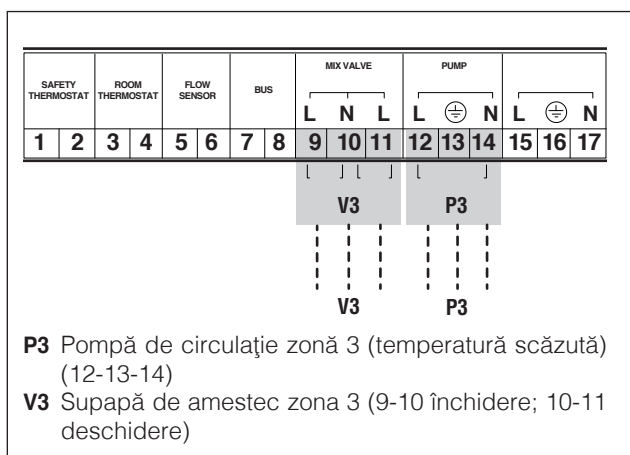 MIX VALVE PUMP
SAFETY THERMOSTAT ROOM THERMOSTAT FLOW SENSOR BUS
L N L L N L N
1 2 3 4 5 6 7 8 9 10 11 12 13 14 15 16 17
V3 P3
V3 P3
P3 Pompă de circulaţie zonă 3 (temperatură scăzută)
(12-13-14)
V3 Supapă de amestec zona 3 (9-10 închidere; 10-11
deschidere)